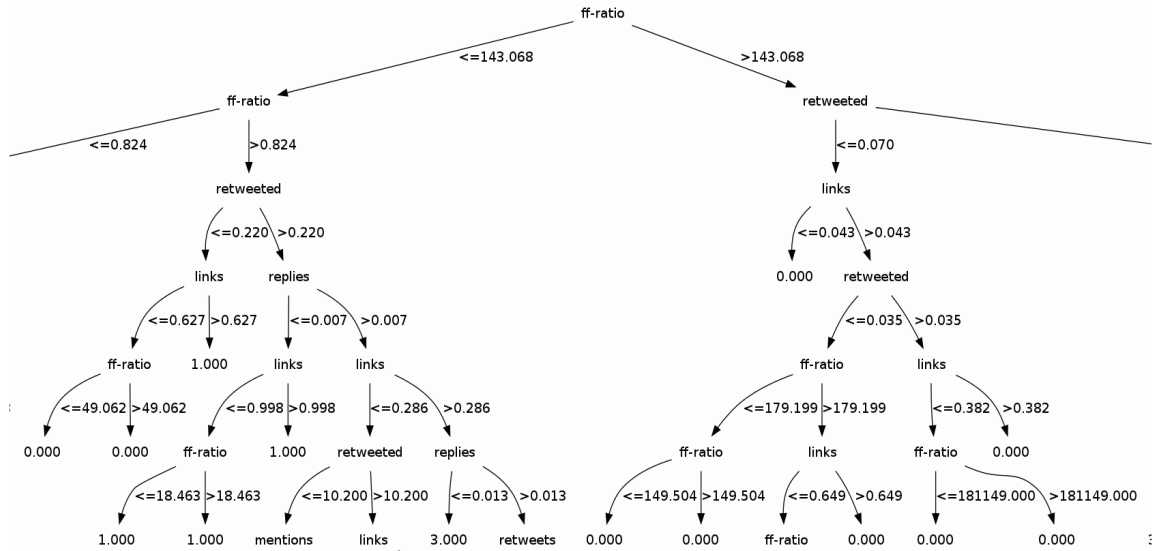 ff-ratio
<=143.068 >143.068
ff-ratio retweeted
<=0.824 >0.824 <=0.070
retweeted links
<=0.220 >0.220 <=0.043 >0.043
links replies 0.000 retweeted
<=0.627 >0.627 <=0.007 >0.007 <=0.035 >0.035
ff-ratio 1.000 links links ff-ratio links
<=49.062 >49.062 <=0.998 >0.998 <=0.286 >0.286 <=179.199 >179.199 <=0.382 >0.382
0.000 0.000 ff-ratio 1.000 retweeted replies ff-ratio links ff-ratio 0.000
<=18.463 >18.463 <=10.200 >10.200 <=0.013 >0.013 <=149.504 >149.504 <=0.649 >0.649 <=181149.000 >181149.000
1.000 1.000 mentions links 3.000 retweets 0.000 0.000 ff-ratio 0.000 0.000 0.000